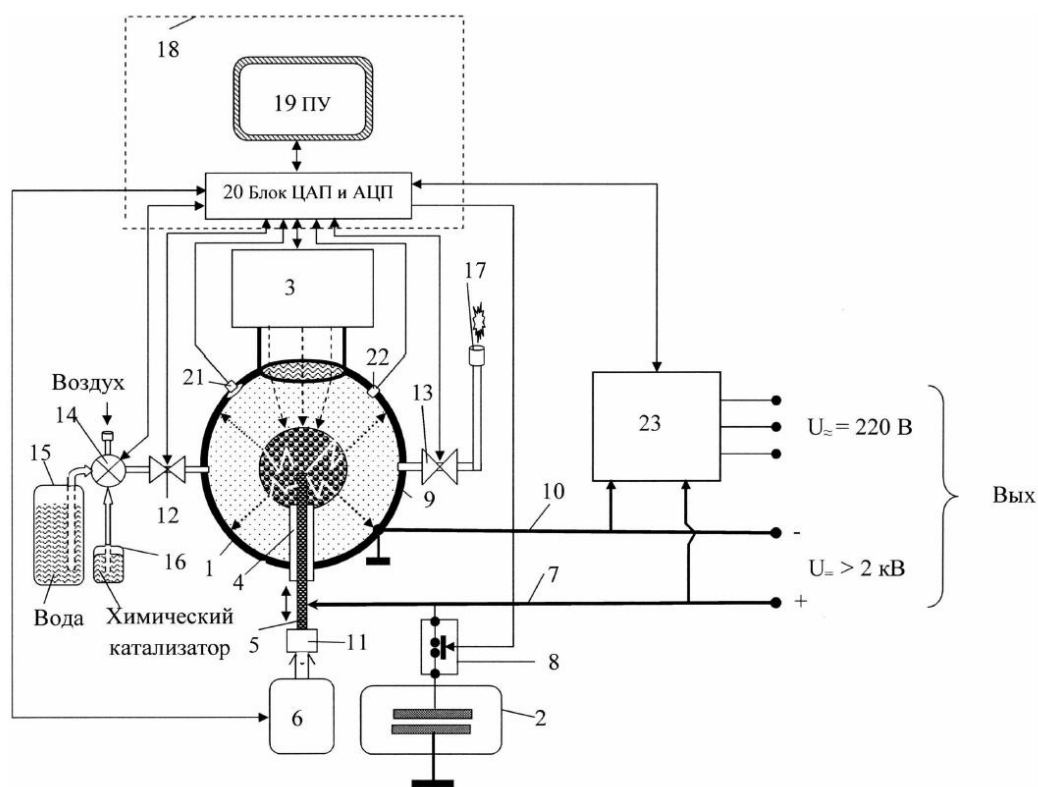 18
19 ПУ
20 Блок ЦАП и АЦП
3
17
21
22
Воздух
14
15
13
23
U≈ = 220 В
12
9
10
Вых
16
1
4
-
U= > 2 кВ
7
+
Вода
Химический
катализатор
5
11
8
6
2